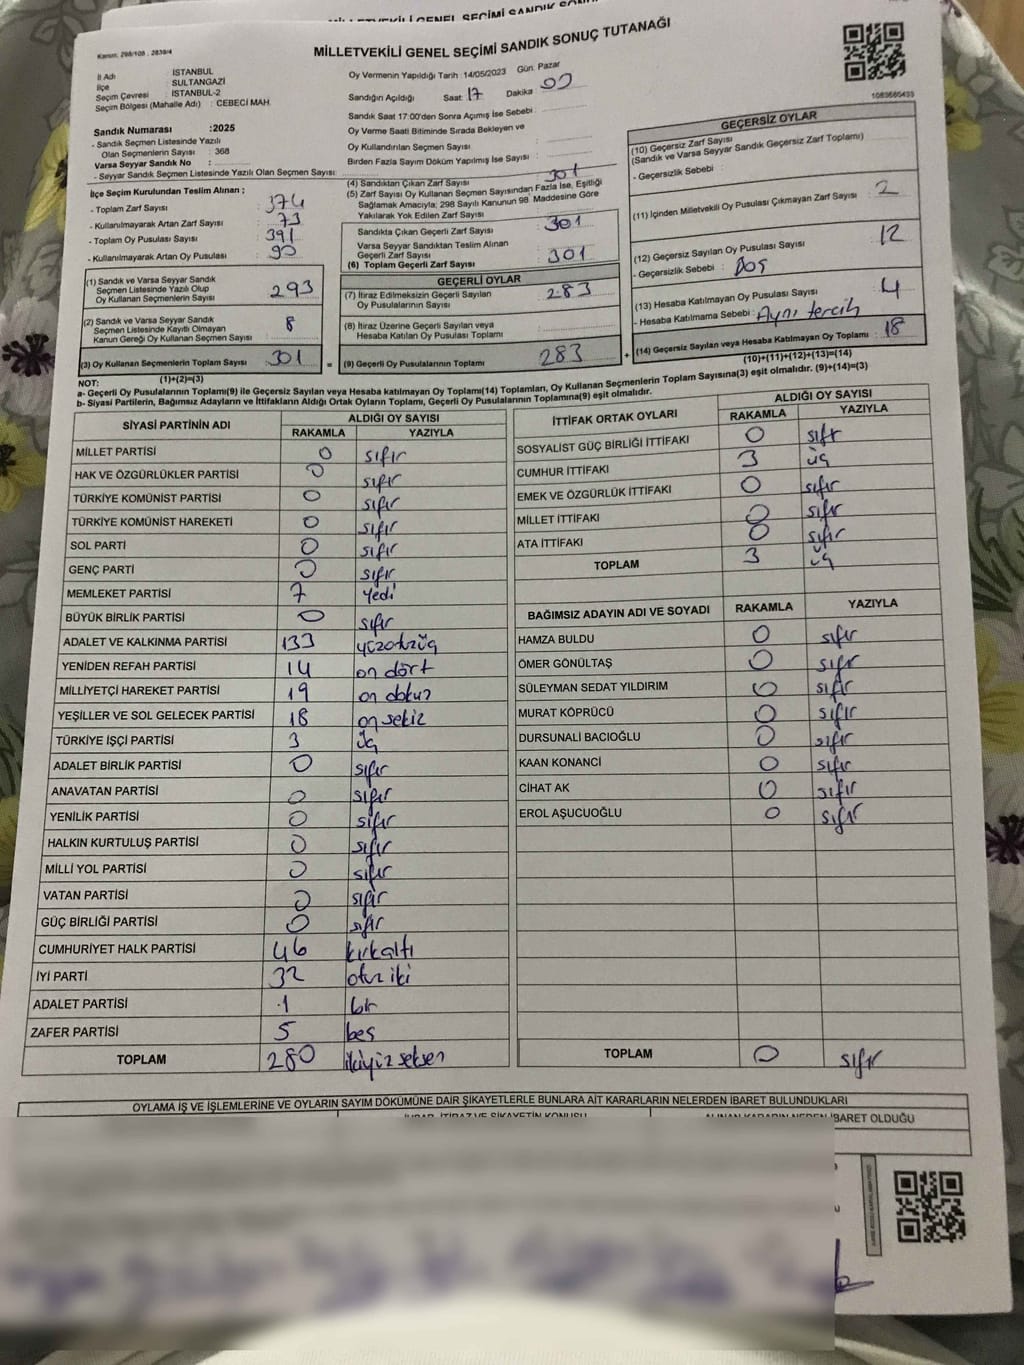 MİLLETVEKİLİ GENEL SEÇİMİ SANDIK
Kanun: 298/108 : 2839/4
MİLLETVEKİLİ GENEL SEÇİMİ SANDIK SONUÇ TUTANAĞI
İl Adı : İSTANBUL
İlçe : SULTANGAZİ
Seçim Çevresi : İSTANBUL-2
Seçim Bölgesi (Mahalle Adı) : CEBECİ MAH.
Sandık Numarası :2025
- Sandık Seçmen Listesinde Yazılı
Olan Seçmenlerin Sayısı : 368
Varsa Seyyar Sandık No :
- Seyyar Sandık Seçmen Listesinde Yazılı Olan Seçmen Sayısı
Oy Vermenin Yapıldığı Tarih : 14/05/2023 Gün: Pazar
Sandığın Açıldığı Saat: 17 Dakika
Sandık Saat 17:00'den Sonra Açımış İse Sebebi :
Oy Verme Saati Bitiminde Sırada Bekleyen ve
Oy Kullandırılan Seçmen Sayısı :
Birden Fazla Sayım Döküm Yapılmış İse Sayısı :
1083680433
İlçe Seçim Kurulundan Teslim Alınan ;
- Toplam Zarf Sayısı : 374
- Kullanılmayarak Artan Zarf Sayısı : 73
- Toplam Oy Pusulası Sayısı : 391
- Kullanılmayarak Artan Oy Pusulası : 90
(1) Sandık ve Varsa Seyyar Sandık
Seçmen Listesinde Yazılı Olup
Oy Kullanan Seçmenlerin Sayısı : 293
(2) Sandık ve Varsa Seyyar Sandık
Seçmen Listesinde Kayıtlı Olmayan
Kanun Gereği Oy Kullanan Seçmen Sayısı : 8
(3) Oy Kullanan Seçmenlerin Toplam Sayısı 301
(1)+(2)=(3)
(4) Sandıktan Çıkan Zarf Sayısı 301
(5) Zarf Sayısı Oy Kullanan Seçmen Sayısından Fazla İse, Eşitliği
Sağlamak Amacıyla; 298 Sayılı Kanunun 98. Maddesine Göre
Yakılarak Yok Edilen Zarf Sayısı
Sandıkta Çıkan Geçerli Zarf Sayısı 301
Varsa Seyyar Sandıktan Teslim Alınan
Geçerli Zarf Sayısı
(6) Toplam Geçerli Zarf Sayısı 301
GEÇERLİ OYLAR
(7) İtiraz Edilmeksizin Geçerli Sayılan
Oy Pusulalarının Sayısı : 283
(8) İtiraz Üzerine Geçerli Sayılan veya
Hesaba Katılan Oy Pusulası Toplamı :
= (9) Geçerli Oy Pusulalarının Toplamı 283 +
GEÇERSİZ OYLAR
(10) Geçersiz Zarf Sayısı
(Sandık ve Varsa Seyyar Sandık Geçersiz Zarf Toplamı)
- Geçersizlik Sebebi :
(11) İçinden Milletvekili Oy Pusulası Çıkmayan Zarf Sayısı : 2
(12) Geçersiz Sayılan Oy Pusulası Sayısı : 12
- Geçersizlik Sebebi : Boş
(13) Hesaba Katılmayan Oy Pusulası Sayısı : 4
- Hesaba Katılmama Sebebi : Aynı tercih
(14) Geçersiz Sayılan veya Hesaba Katılmayan Oy Toplamı : 18
(10)+(11)+(12)+(13)=(14)
NOT:
a- Geçerli Oy Pusulalarının Toplamı(9) ile Geçersiz Sayılan veya Hesaba katılmayan Oy Toplamı(14) Toplamları, Oy Kullanan Seçmenlerin Toplam Sayısına(3) eşit olmalıdır. (9)+(14)=(3)
b- Siyasi Partilerin, Bağımsız Adayların ve İttifakların Aldığı Ortak Oyların Toplamı, Geçerli Oy Pusulalarının Toplamına(9) eşit olmalıdır.
SİYASİ PARTİNİN ADI ALDIĞI OY SAYISI
RAKAMLA YAZIYLA
MİLLET PARTİSİ 0 sıfır
HAK VE ÖZGÜRLÜKLER PARTİSİ 0 sıfır
TÜRKİYE KOMÜNİST PARTİSİ 0 sıfır
TÜRKİYE KOMÜNİST HAREKETİ 0 sıfır
SOL PARTİ 0 sıfır
GENÇ PARTİ 0 sıfır
MEMLEKET PARTİSİ 7 yedi
BÜYÜK BİRLİK PARTİSİ 0 sıfır
ADALET VE KALKINMA PARTİSİ 133 yüzotuzüç
YENİDEN REFAH PARTİSİ 14 on dört
MİLLİYETÇİ HAREKET PARTİSİ 19 on dokuz
YEŞİLLER VE SOL GELECEK PARTİSİ 18 on sekiz
TÜRKİYE İŞÇİ PARTİSİ 3 üç
ADALET BİRLİK PARTİSİ 0 sıfır
ANAVATAN PARTİSİ 0 sıfır
YENİLİK PARTİSİ 0 sıfır
HALKIN KURTULUŞ PARTİSİ 0 sıfır
MİLLİ YOL PARTİSİ 0 sıfır
VATAN PARTİSİ 0 sıfır
GÜÇ BİRLİĞİ PARTİSİ 0 sıfır
CUMHURİYET HALK PARTİSİ 46 kırkaltı
İYİ PARTİ 32 otuz iki
ADALET PARTİSİ 1 bir
ZAFER PARTİSİ 5 beş
TOPLAM 280 ikiyüz seksen
İTTİFAK ORTAK OYLARI ALDIĞI OY SAYISI
RAKAMLA YAZIYLA
SOSYALİST GÜÇ BİRLİĞİ İTTİFAKI 0 sıfır
CUMHUR İTTİFAKI 3 üç
EMEK VE ÖZGÜRLÜK İTTİFAKI 0 sıfır
MİLLET İTTİFAKI 0 sıfır
ATA İTTİFAKI 0 sıfır
TOPLAM 3 üç
BAĞIMSIZ ADAYIN ADI VE SOYADI RAKAMLA YAZIYLA
HAMZA BULDU 0 sıfır
ÖMER GÖNÜLTAŞ 0 sıfır
SÜLEYMAN SEDAT YILDIRIM 0 sıfır
MURAT KÖPRÜCÜ 0 sıfır
DURSUNALİ BACIOĞLU 0 sıfır
KAAN KONANCİ 0 sıfır
CİHAT AK 0 sıfır
EROL AŞUCUOĞLU 0 sıfır
TOPLAM 0 sıfır
OYLAMA İŞ VE İŞLEMLERİNE VE OYLARIN SAYIM DÖKÜMÜNE DAİR ŞİKAYETLERLE BUNLARA AİT KARARLARIN NELERDEN İBARET BULUNDUKLARI
İHBAR, İTİRAZ VE ŞİKAYETİN KONUSU ALINAN KARARIN NEDEN İBARET OLDUĞU